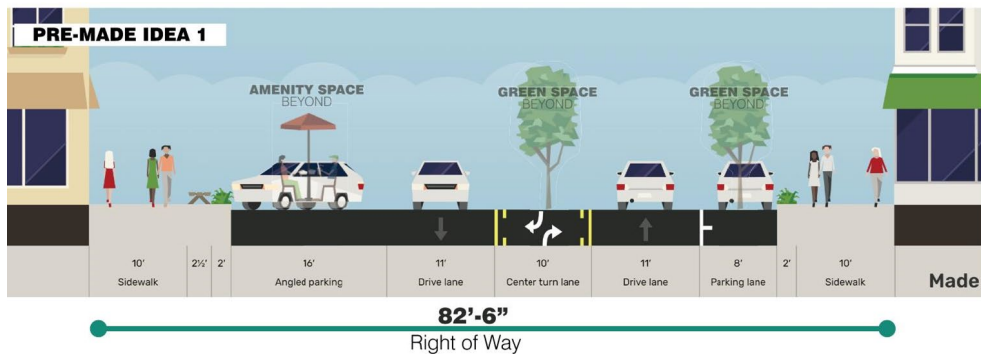 PRE-MADE IDEA 1
AMENITY SPACE
BEYOND
GREEN SPACE
BEYOND
GREEN SPACE
BEYOND
10' 2½' 2' 16' 11' 10' 11' 8' 2' 10'
Sidewalk Angled parking Drive lane Center turn lane Drive lane Parking lane Sidewalk
Made
82'-6”
Right of Way